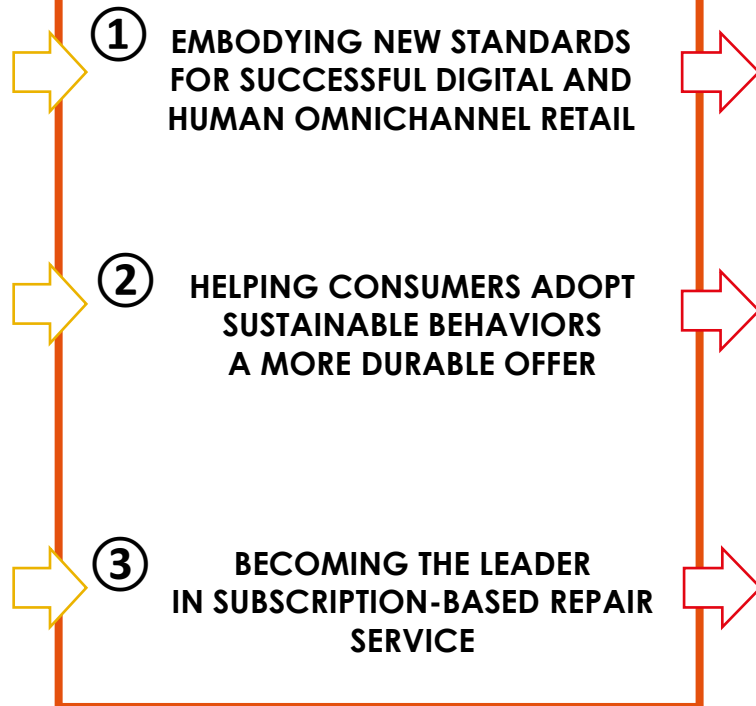 ①
EMBODYING NEW STANDARDS
FOR SUCCESSFUL DIGITAL AND
HUMAN OMNICHANNEL RETAIL
②
HELPING CONSUMERS ADOPT
SUSTAINABLE BEHAVIORS
A MORE DURABLE OFFER
③
BECOMING THE LEADER
IN SUBSCRIPTION-BASED REPAIR
SERVICE